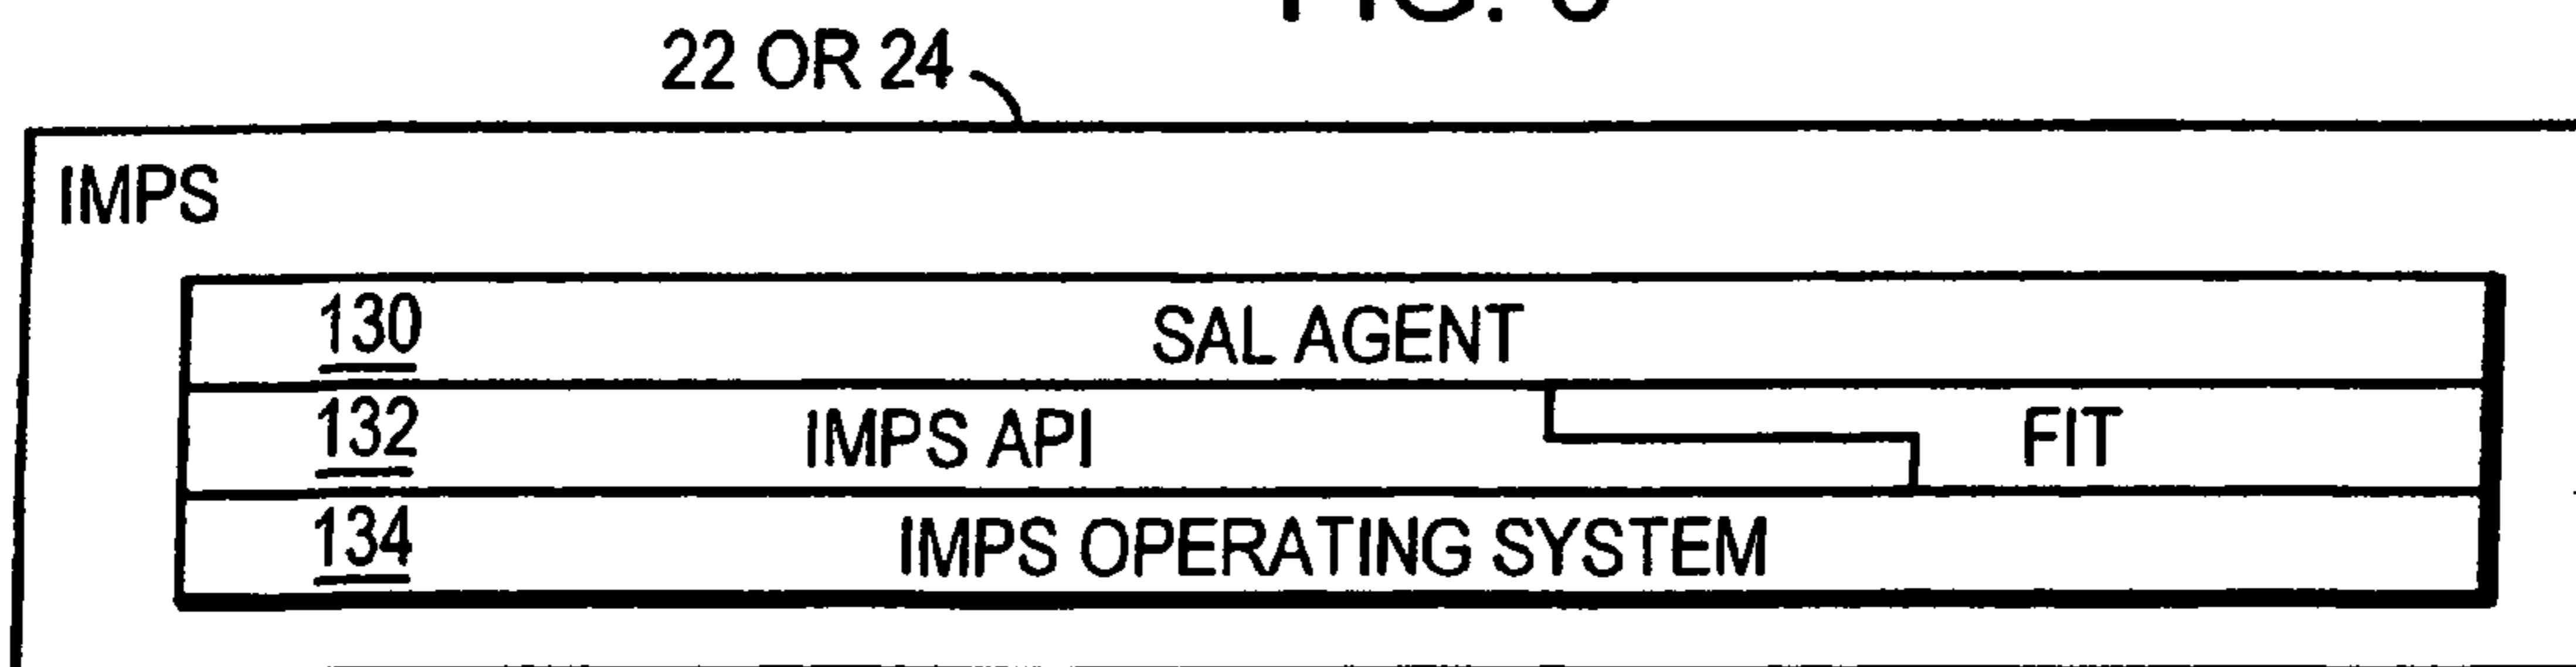 22 OR 24
IMPS
130 SAL AGENT
132 IMPS API FIT
134 IMPS OPERATING SYSTEM